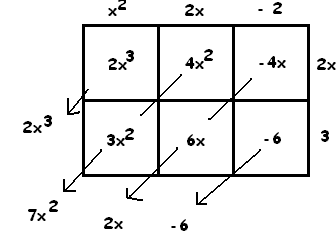 x² 2x - 2
2x³ 4x² -4x 2x
2x³
3x² 6x -6 3
7x²
2x -6